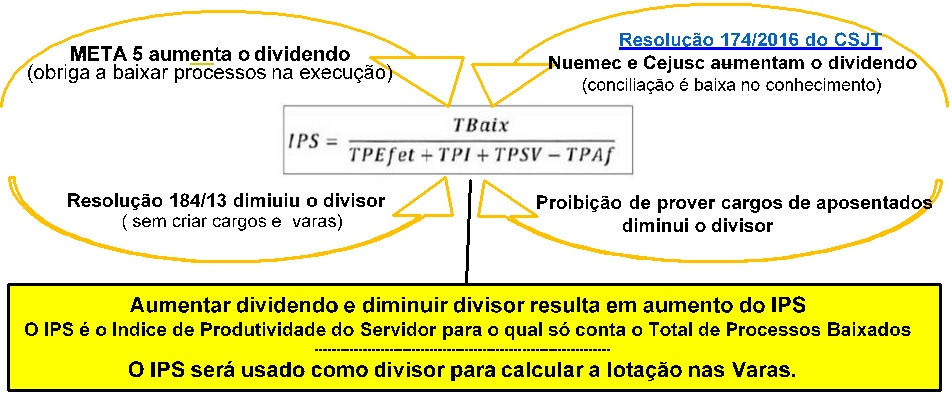 META 5 aumenta o dividendo
(obriga a baixar processos na execução)
Resolução 174/2016 do CSJT
Nuemec e Cejusc aumentam o dividendo
(conciliação é baixa no conhecimento)
IPS = TBaix / (TPEfet + TPI + TPSV − TPAf)
Resolução 184/13 dimiuiu o divisor
( sem criar cargos e varas)
Proibição de prover cargos de aposentados
diminui o divisor
Aumentar dividendo e diminuir divisor resulta em aumento do IPS
O IPS é o Indice de Produtividade do Servidor para o qual só conta o Total de Processos Baixados
--------------------------------------------------------------------
O IPS será usado como divisor para calcular a lotação nas Varas.